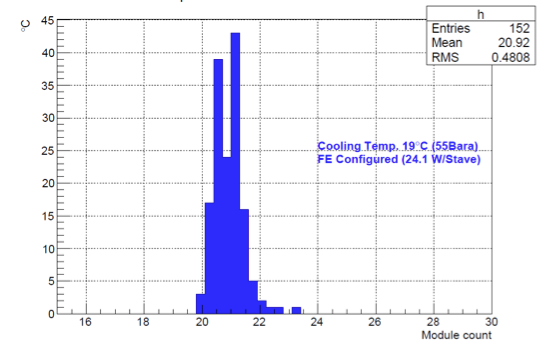 h
Entries 152
Mean 20.92
RMS 0.4808
°C
45
40
35
30
25
20
15
10
5
0
Cooling Temp. 19°C (55Bara)
FE Configured (24.1 W/Stave)
16 18 20 22 24 26 28 30
Module count